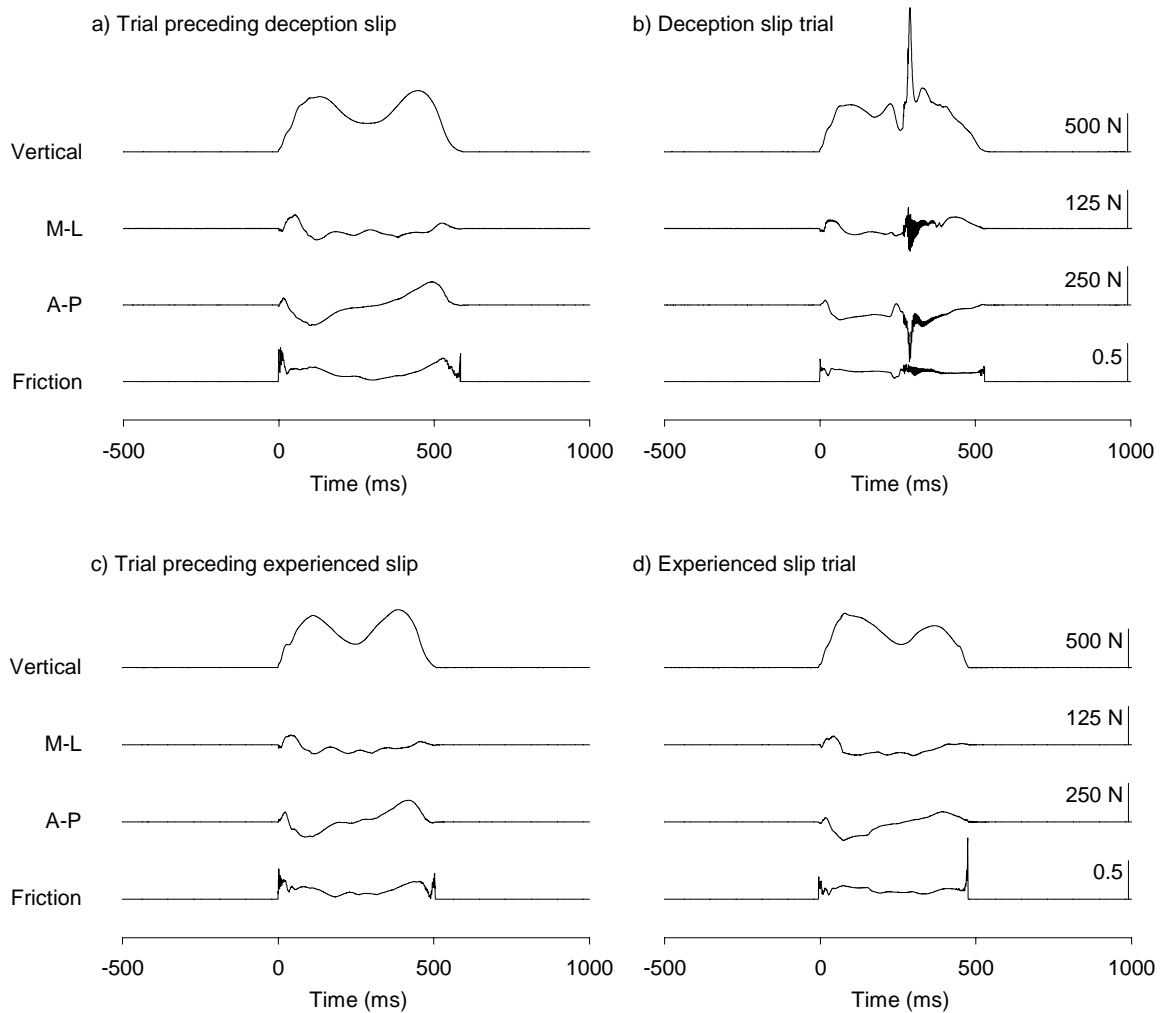 a) Trial preceding deception slip
b) Deception slip trial
Vertical
500 N
M-L
125 N
A-P
250 N
Friction
0.5
-500 0 500 1000
-500 0 500 1000
Time (ms)
Time (ms)
c) Trial preceding experienced slip
d) Experienced slip trial
Vertical
500 N
M-L
125 N
A-P
250 N
Friction
0.5
-500 0 500 1000
-500 0 500 1000
Time (ms)
Time (ms)